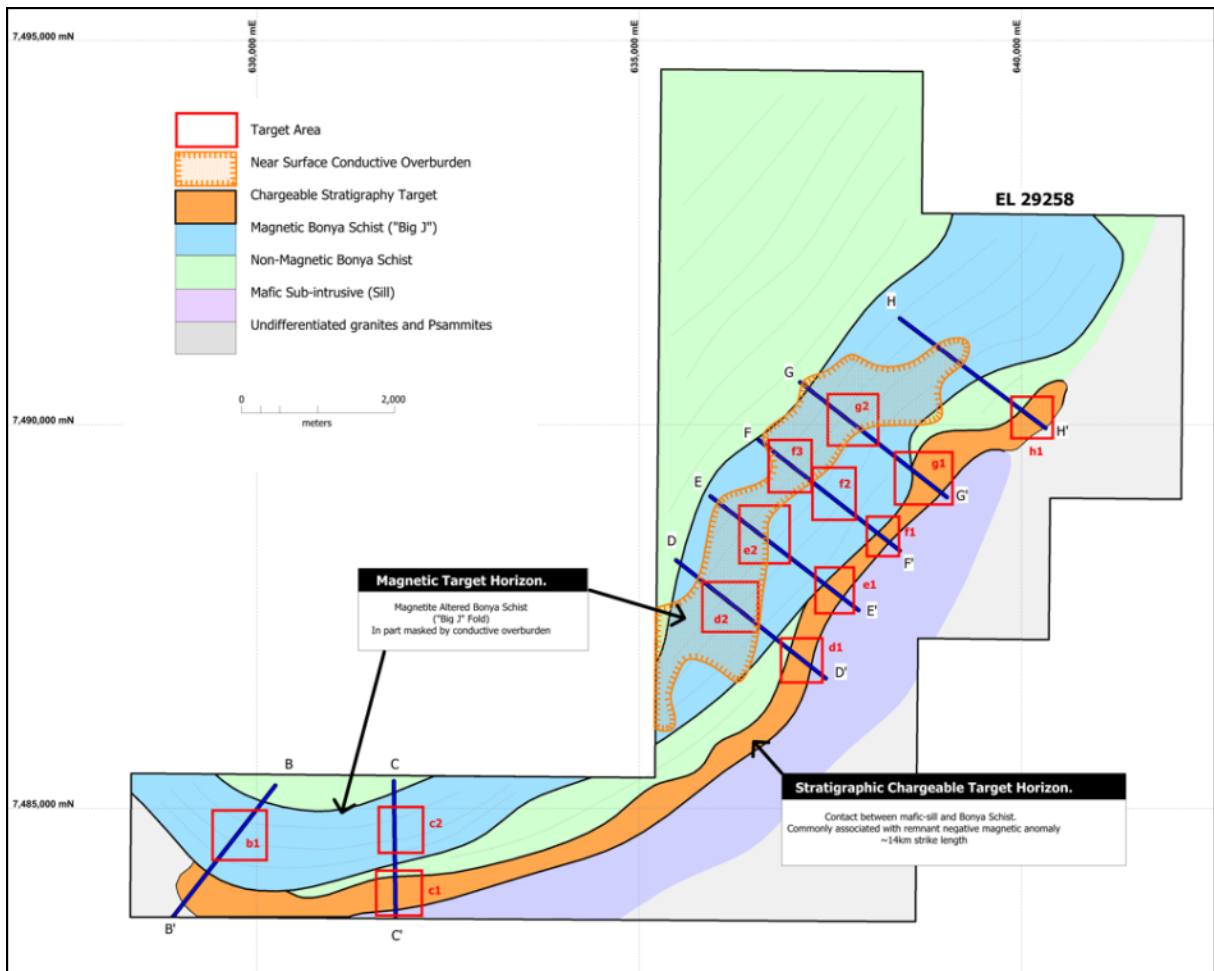 7,495,000 mN
630,000 mE
635,000 mE
640,000 mE
Target Area
Near Surface Conductive Overburden
Chargeable Stratigraphy Target
Magnetic Bonya Schist ("Big J")
Non-Magnetic Bonya Schist
Mafic Sub-intrusive (Sill)
Undifferentiated granites and Psammites
EL 29258
0
2,000
meters
H
G
g2
7,490,000 mN
F
H'
h1
f3
g1
E
f2
G'
f1
D
e2
F'
Magnetic Target Horizon.
Magnetite Altered Bonya Schist
("Big J" Fold)
In part masked by conductive overburden
e1
E'
d2
d1
D'
B
C
Stratigraphic Chargeable Target Horizon.
Contact between mafic-sill and Bonya Schist.
Commonly associated with remnant negative magnetic anomaly
~14km strike length
7,485,000 mN
c2
b1
c1
B'
C'